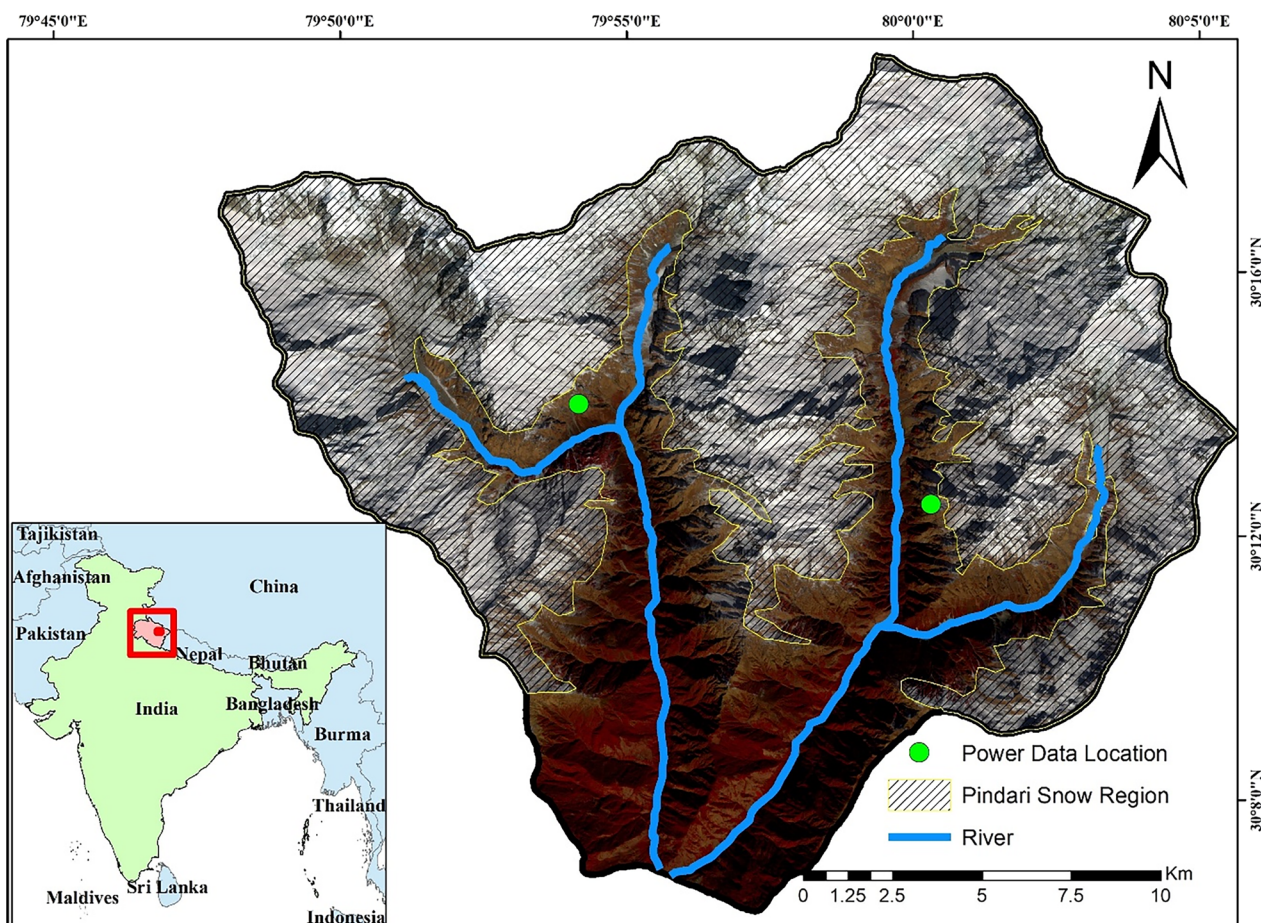 79°45'0"E 79°50'0"E 79°55'0"E 80°0'0"E 80°5'0"E
N
30°16'0"N
30°12'0"N
30°8'0"N
Tajikistan
Afghanistan
China
Pakistan
Nepal
Bhutan
India
Bangladesh
Burma
Thailand
Sri Lanka
Maldives
Indonesia
Power Data Location
Pindari Snow Region
River
Km
0 1.25 2.5 5 7.5 10